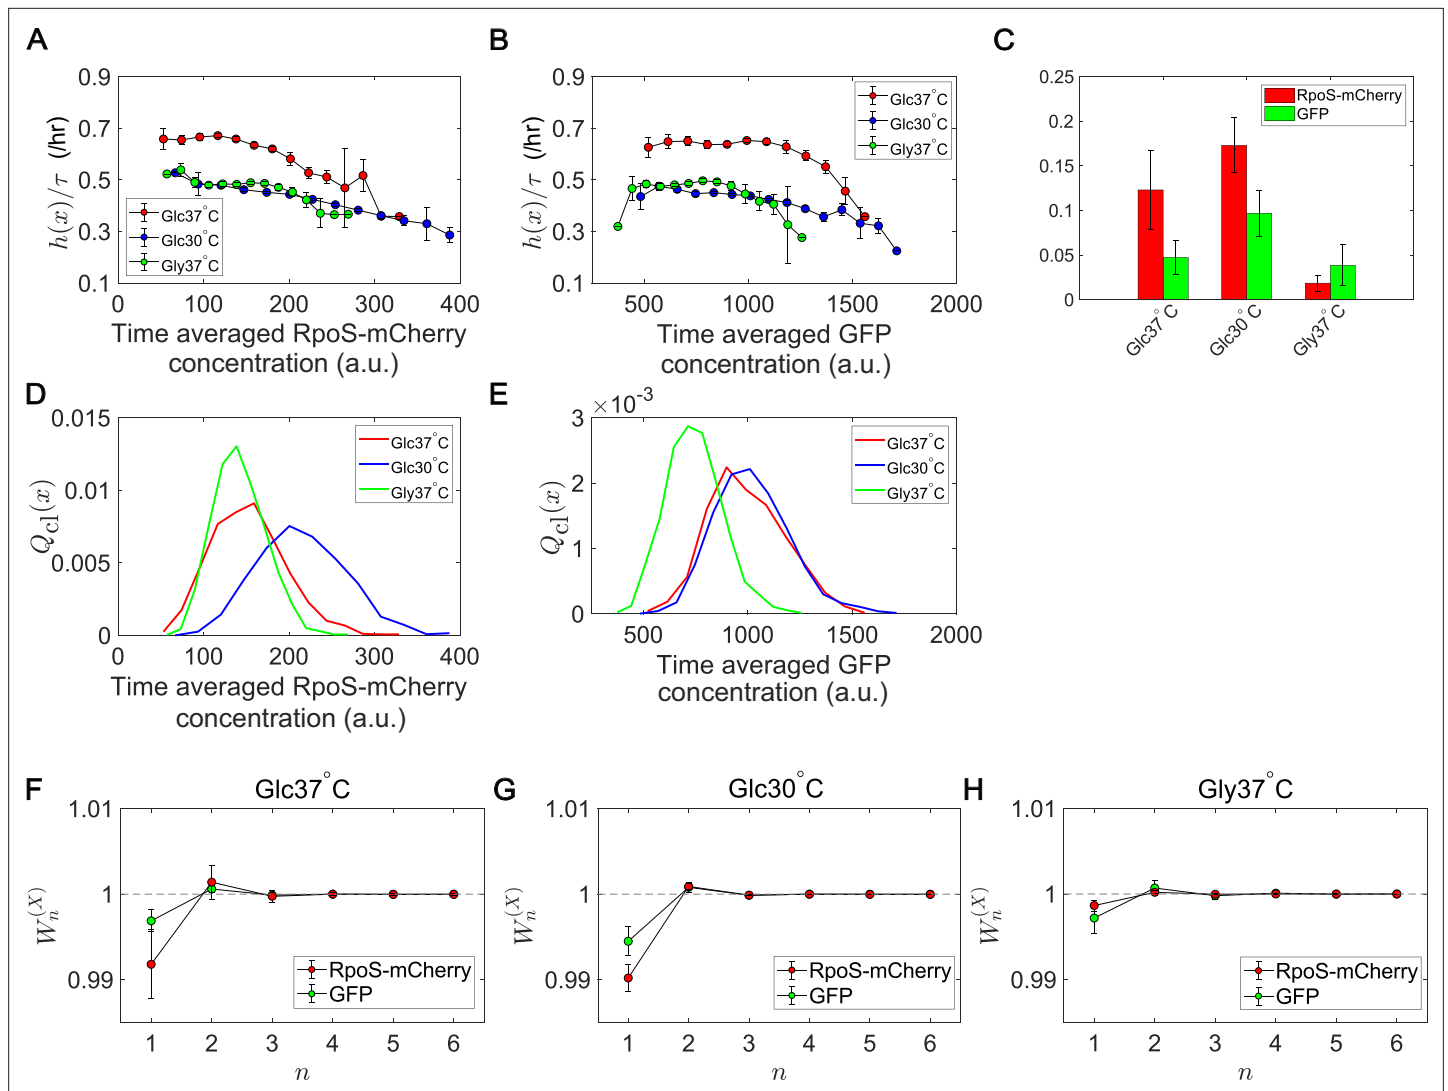 A
0.9
0.7
0.5
0.3
0.1
h(x)/τ (/hr)
Glc37°C
Glc30°C
Gly37°C
0 100 200 300 400
Time averaged RpoS-mCherry
concentration (a.u.)
B
0.9
0.7
0.5
0.3
0.1
h(x)/τ (/hr)
Glc37°C
Glc30°C
Gly37°C
500 1000 1500 2000
Time averaged GFP
concentration (a.u.)
C
0.25
0.2
0.15
0.1
0.05
0
RpoS-mCherry
GFP
Glc37°C
Glc30°C
Gly37°C
D
0.015
0.01
0.005
0
Q_cl(x)
Glc37°C
Glc30°C
Gly37°C
0 100 200 300 400
Time averaged RpoS-mCherry
concentration (a.u.)
E
×10^-3
3
2
1
0
Q_cl(x)
Glc37°C
Glc30°C
Gly37°C
500 1000 1500 2000
Time averaged GFP
concentration (a.u.)
F
Glc37°C
1.01
1
0.99
W_n^(X)
RpoS-mCherry
GFP
1 2 3 4 5 6
n
G
Glc30°C
1.01
1
0.99
W_n^(X)
RpoS-mCherry
GFP
1 2 3 4 5 6
n
H
Gly37°C
1.01
1
0.99
W_n^(X)
RpoS-mCherry
GFP
1 2 3 4 5 6
n